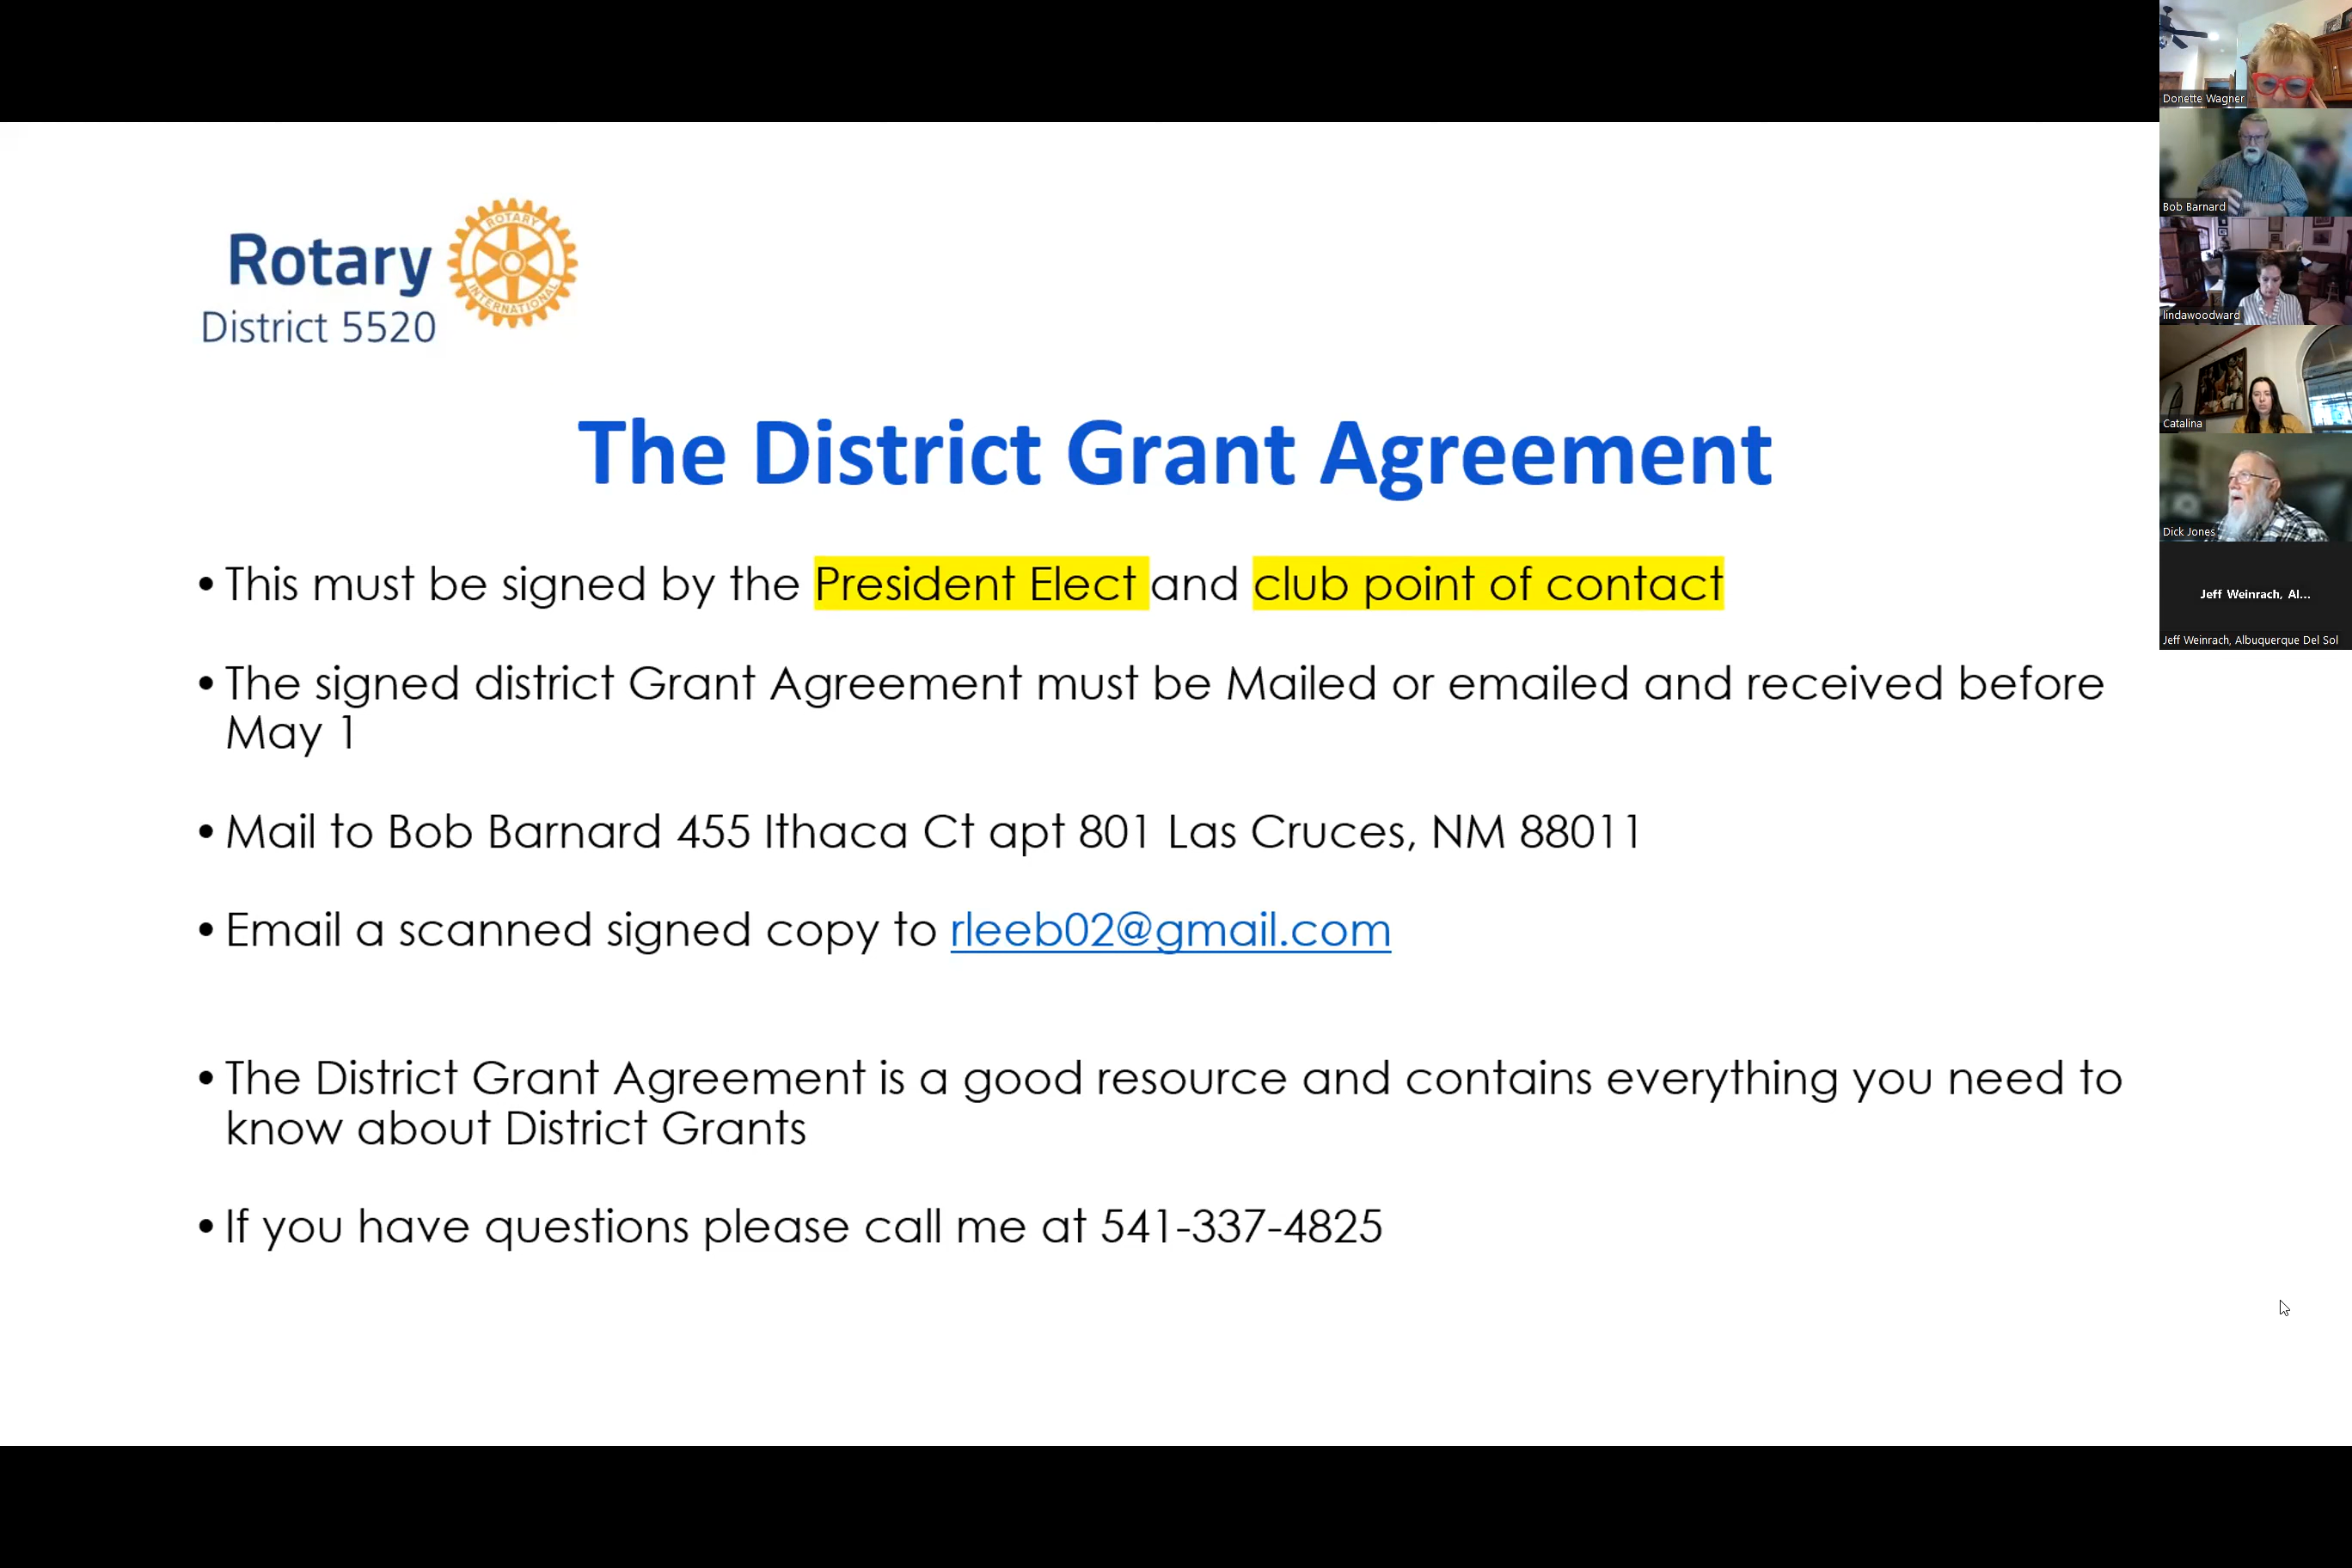 Rotary
ROTARY
INTERNATIONAL
District 5520
The District Grant Agreement
• This must be signed by the President Elect and club point of contact
• The signed district Grant Agreement must be Mailed or emailed and received before
May 1
• Mail to Bob Barnard 455 Ithaca Ct apt 801 Las Cruces, NM 88011
• Email a scanned signed copy to rleeb02@gmail.com
• The District Grant Agreement is a good resource and contains everything you need to
know about District Grants
• If you have questions please call me at 541-337-4825
Donette Wagner
Bob Barnard
lindawoodward
Catalina
Dick Jones
Jeff Weinrach, Al...
Jeff Weinrach, Albuquerque Del Sol